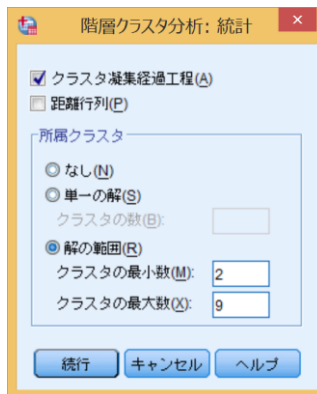 階層クラスタ分析: 統計
クラスタ凝集経過工程(A)
距離行列(P)
所属クラスタ
なし(N)
単一の解(S)
クラスタの数(B):
解の範囲(R)
クラスタの最小数(M): 2
クラスタの最大数(X): 9
続行 キャンセル ヘルプ